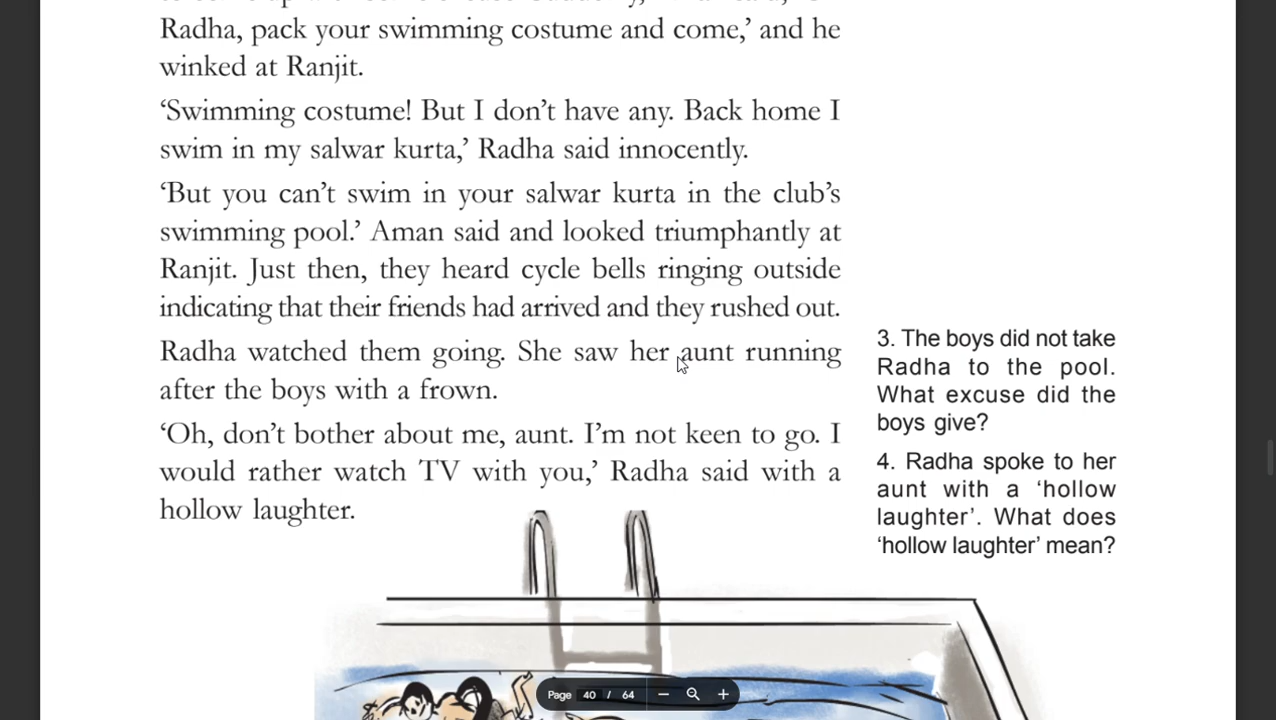 Radha, pack your swimming costume and come,’ and he
winked at Ranjit.
‘Swimming costume! But I don’t have any. Back home I
swim in my salwar kurta,’ Radha said innocently.
‘But you can’t swim in your salwar kurta in the club’s
swimming pool.’ Aman said and looked triumphantly at
Ranjit. Just then, they heard cycle bells ringing outside
indicating that their friends had arrived and they rushed out.
Radha watched them going. She saw her aunt running
after the boys with a frown.
‘Oh, don’t bother about me, aunt. I’m not keen to go. I
would rather watch TV with you,’ Radha said with a
hollow laughter.
3. The boys did not take
Radha to the pool.
What excuse did the
boys give?
4. Radha spoke to her
aunt with a ‘hollow
laughter’. What does
‘hollow laughter’ mean?
Page 40 / 64